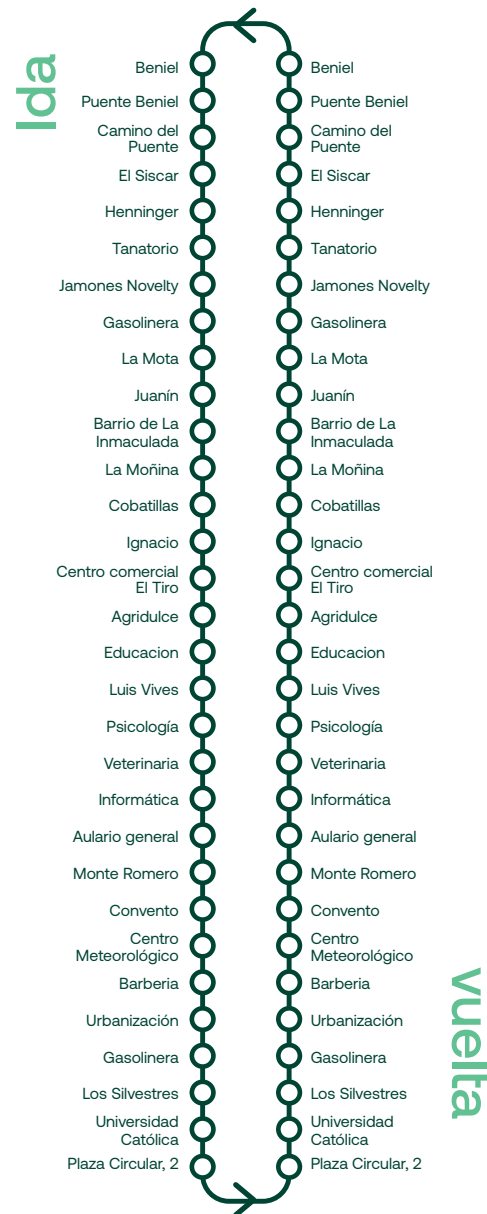 Ida
Beniel
Puente Beniel
Camino del
Puente
El Siscar
Henninger
Tanatorio
Jamones Novelty
Gasolinera
La Mota
Juanín
Barrio de La
Inmaculada
La Moñina
Cobatillas
Ignacio
Centro comercial
El Tiro
Agridulce
Educacion
Luis Vives
Psicología
Veterinaria
Informática
Aulario general
Monte Romero
Convento
Centro
Meteorológico
Barberia
Urbanización
Gasolinera
Los Silvestres
Universidad
Católica
Plaza Circular, 2
Beniel
Puente Beniel
Camino del
Puente
El Siscar
Henninger
Tanatorio
Jamones Novelty
Gasolinera
La Mota
Juanín
Barrio de La
Inmaculada
La Moñina
Cobatillas
Ignacio
Centro comercial
El Tiro
Agridulce
Educacion
Luis Vives
Psicología
Veterinaria
Informática
Aulario general
Monte Romero
Convento
Centro
Meteorológico
Barberia
Urbanización
Gasolinera
Los Silvestres
Universidad
Católica
Plaza Circular, 2
vuelta